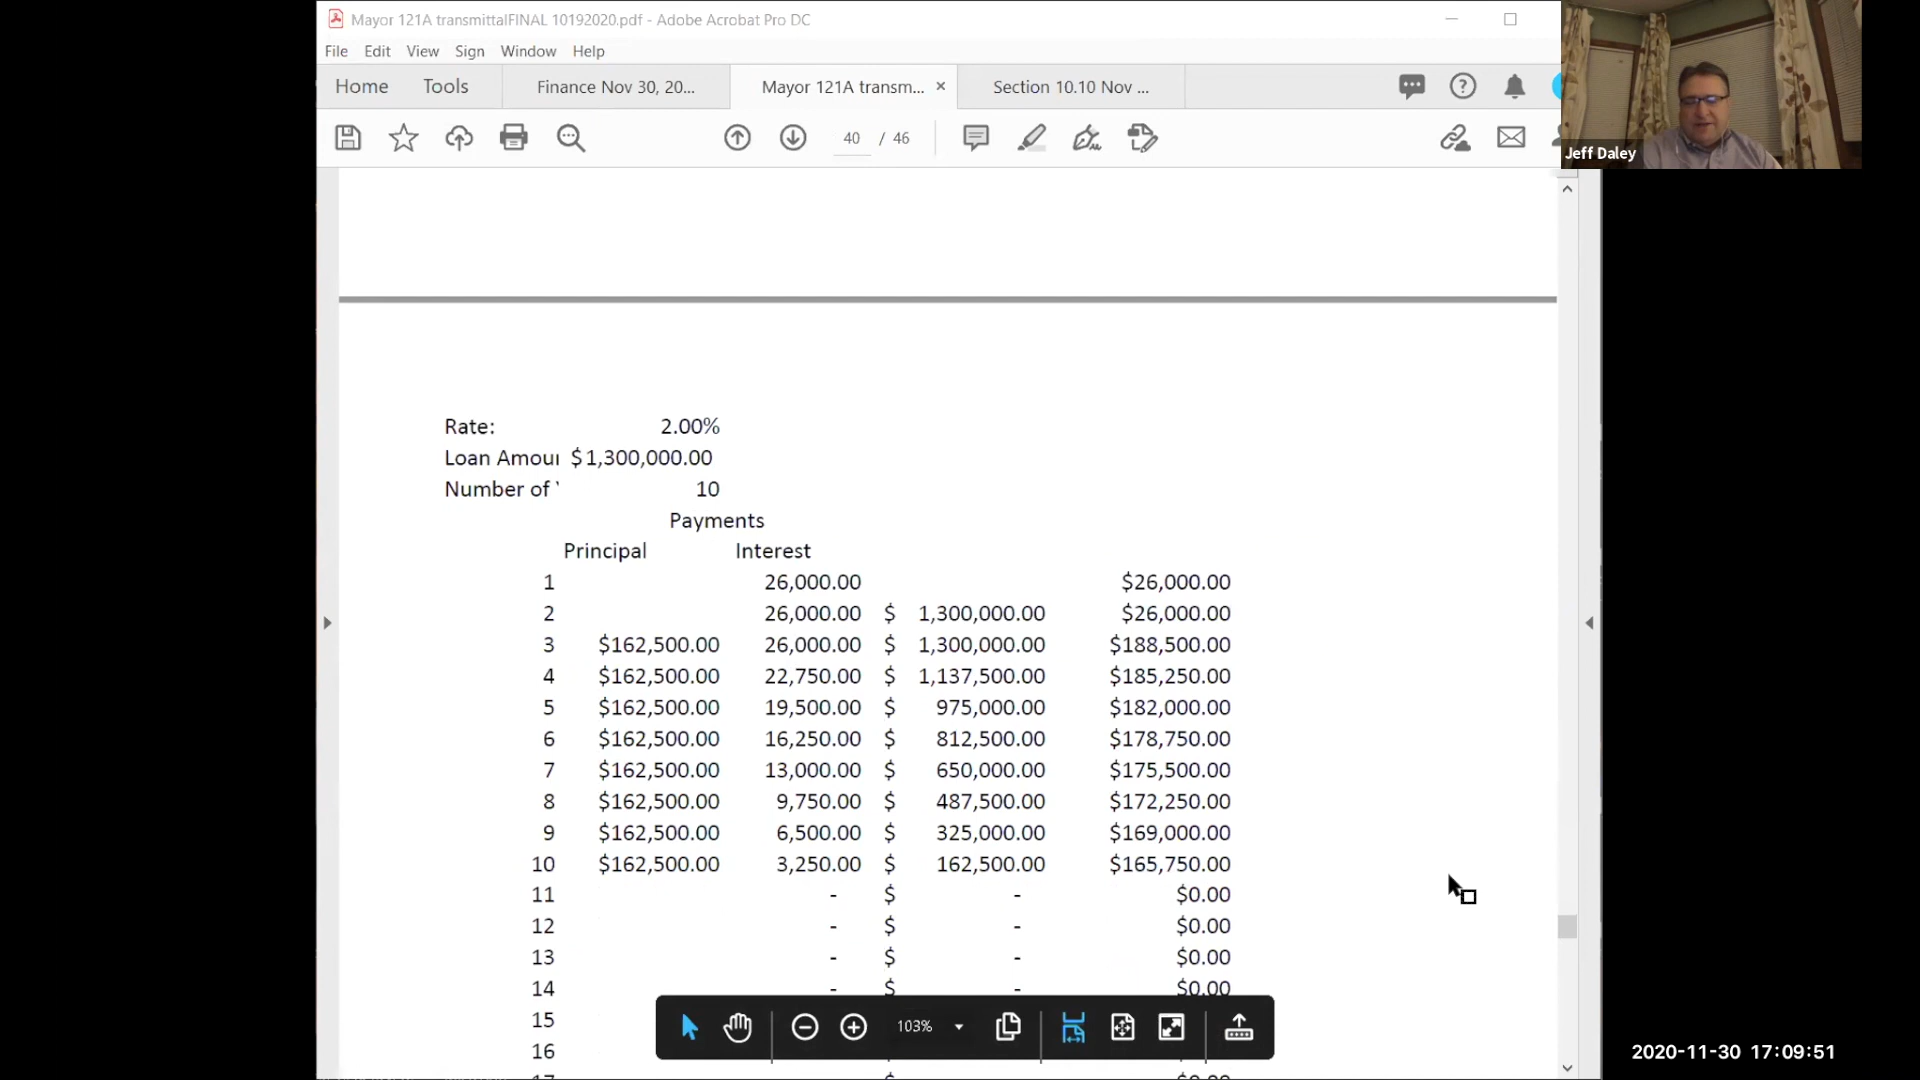 Mayor 121A transmittalFINAL 10192020.pdf - Adobe Acrobat Pro DC
File Edit View Sign Window Help
Home Tools Finance Nov 30, 20... Mayor 121A transm... × Section 10.10 Nov ...
40 / 46
Jeff Daley
Rate: 2.00%
Loan Amou $ 1,300,000.00
Number of 10
Payments
Principal Interest
1 26,000.00 $26,000.00
2 26,000.00 $ 1,300,000.00 $26,000.00
3 $162,500.00 26,000.00 $ 1,300,000.00 $188,500.00
4 $162,500.00 22,750.00 $ 1,137,500.00 $185,250.00
5 $162,500.00 19,500.00 $ 975,000.00 $182,000.00
6 $162,500.00 16,250.00 $ 812,500.00 $178,750.00
7 $162,500.00 13,000.00 $ 650,000.00 $175,500.00
8 $162,500.00 9,750.00 $ 487,500.00 $172,250.00
9 $162,500.00 6,500.00 $ 325,000.00 $169,000.00
10 $162,500.00 3,250.00 $ 162,500.00 $165,750.00
11 - $ - $0.00
12 - $ - $0.00
13 - $ - $0.00
14 - $ - $0.00
15
16
103%
2020-11-30 17:09:51